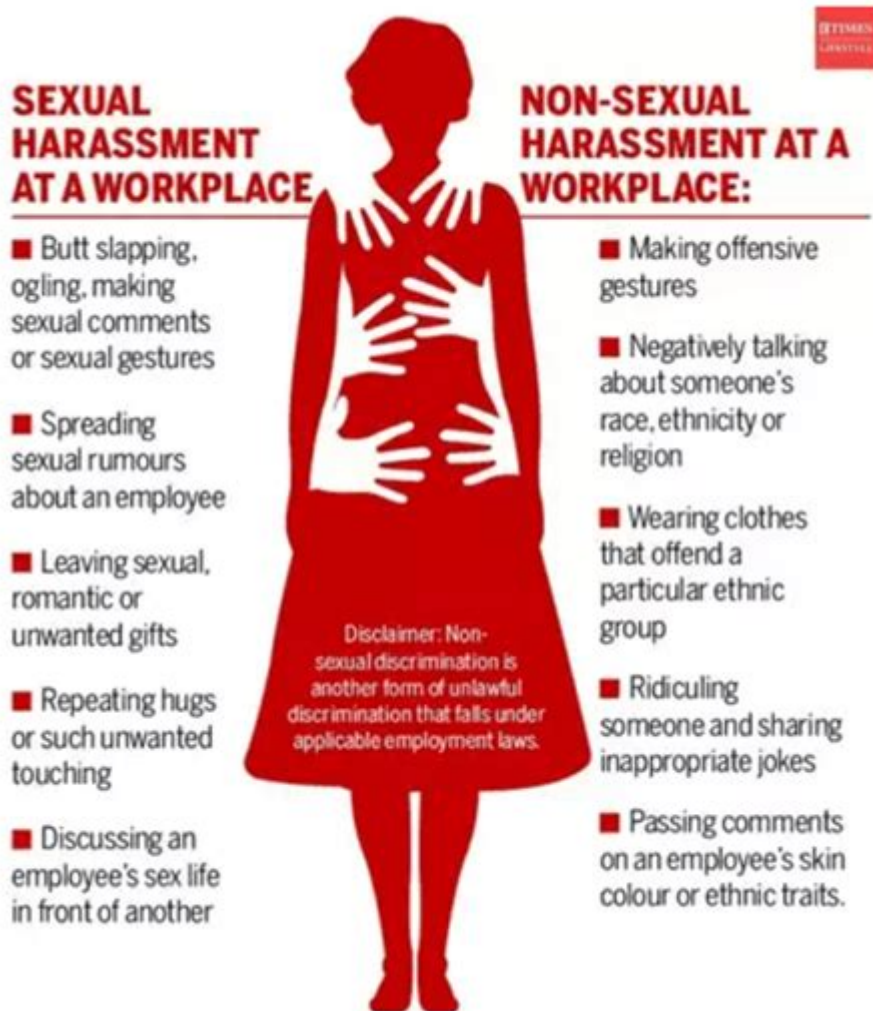 ETIMES
LIFESTYLE
SEXUAL
HARASSMENT
AT A WORKPLACE
■ Butt slapping,
ogling, making
sexual comments
or sexual gestures
■ Spreading
sexual rumours
about an employee
■ Leaving sexual,
romantic or
unwanted gifts
■ Repeating hugs
or such unwanted
touching
■ Discussing an
employee's sex life
in front of another
Disclaimer: Non-
sexual discrimination is
another form of unlawful
discrimination that falls under
applicable employment laws.
NON-SEXUAL
HARASSMENT AT A
WORKPLACE:
■ Making offensive
gestures
■ Negatively talking
about someone's
race, ethnicity or
religion
■ Wearing clothes
that offend a
particular ethnic
group
■ Ridiculing
someone and sharing
inappropriate jokes
■ Passing comments
on an employee's skin
colour or ethnic traits.